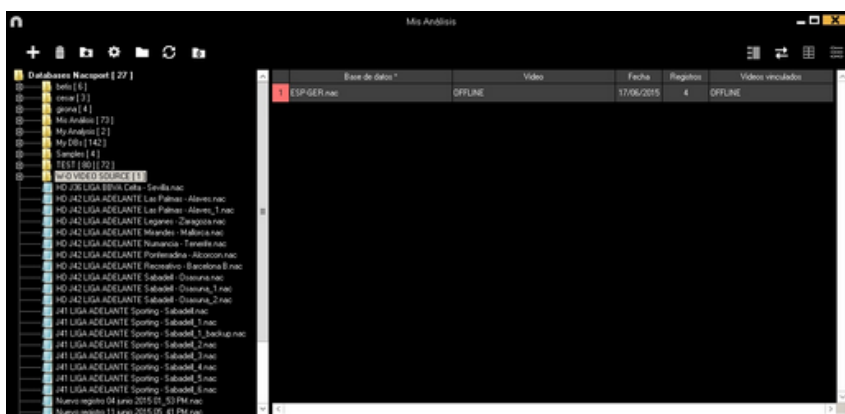 Mis Análisis
Databases Nacsport [ 27 ]
beto [ 6 ]
cesar [ 3 ]
girona [ 4 ]
Mis Análisis [ 73 ]
My Analysis [ 2 ]
My DBs [ 142 ]
Samples [ 4 ]
TEST [ 80 ] [ 72 ]
W-O VIDEO SOURCE [ 1 ]
HD J36 LIGA BBVA Celta - Sevilla.nac
HD J42 LIGA ADELANTE Las Palmas - Alaves.nac
HD J42 LIGA ADELANTE Las Palmas - Alaves_1.nac
HD J42 LIGA ADELANTE Leganes - Zaragoza.nac
HD J42 LIGA ADELANTE Mirandes - Mallorca.nac
HD J42 LIGA ADELANTE Numancia - Tenerife.nac
HD J42 LIGA ADELANTE Ponferradina - Alcorcon.nac
HD J42 LIGA ADELANTE Recreativo - Barcelona B.nac
HD J42 LIGA ADELANTE Sabadell - Osasuna.nac
HD J42 LIGA ADELANTE Sabadell - Osasuna_1.nac
HD J42 LIGA ADELANTE Sabadell - Osasuna_2.nac
J41 LIGA ADELANTE Sporting - Sabadell.nac
J41 LIGA ADELANTE Sporting - Sabadell_1.nac
J41 LIGA ADELANTE Sporting - Sabadell_1_backup.nac
J41 LIGA ADELANTE Sporting - Sabadell_2.nac
J41 LIGA ADELANTE Sporting - Sabadell_3.nac
J41 LIGA ADELANTE Sporting - Sabadell_4.nac
J41 LIGA ADELANTE Sporting - Sabadell_5.nac
J41 LIGA ADELANTE Sporting - Sabadell_6.nac
Nuevo registro 04 junio 2015 01_53 PM.nac
Nuevo registro 11 junio 2015 05_41 PM.nac
Base de datos Video Fecha Registros Videos vinculados
1 ESP-GER.nac OFFLINE 17/06/2015 4 OFFLINE